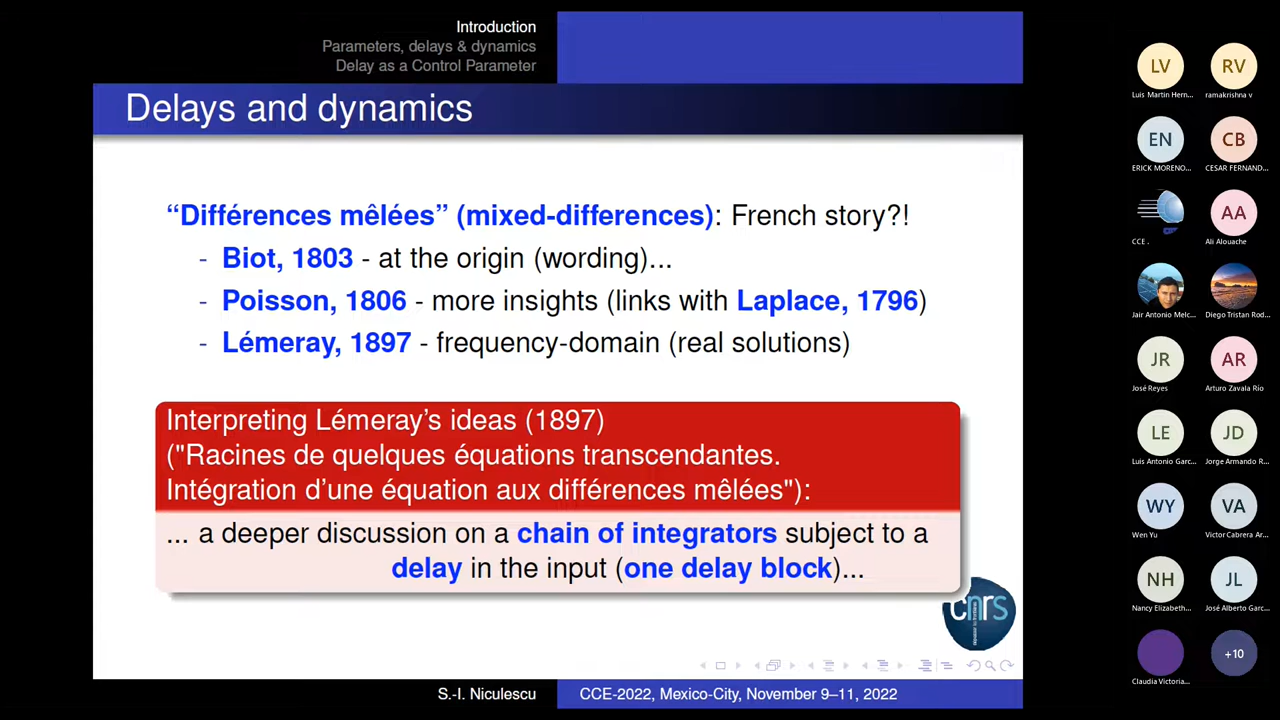 Introduction
Parameters, delays & dynamics
Delay as a Control Parameter
Delays and dynamics
“Différences mêlées” (mixed-differences): French story?!
- Biot, 1803 - at the origin (wording)...
- Poisson, 1806 - more insights (links with Laplace, 1796)
- Lémeray, 1897 - frequency-domain (real solutions)
Interpreting Lémeray’s ideas (1897)
("Racines de quelques équations transcendantes.
Intégration d’une équation aux différences mêlées"):
... a deeper discussion on a chain of integrators subject to a
delay in the input (one delay block)...
cnrs
S.-I. Niculescu
CCE-2022, Mexico-City, November 9–11, 2022
LV
RV
Luis Martin Hern...
ramakrishna v
EN
CB
ERICK MORENO...
CESAR FERNAND...
AA
CCE .
Ali Alouache
Jair Antonio Melc...
Diego Tristan Rod...
JR
AR
José Reyes
Arturo Zavala Río
LE
JD
Luis Antonio Garc...
Jorge Armando R...
WY
VA
Wen Yu
Víctor Cabrera Ar...
NH
JL
Nancy Elizabeth...
José Alberto Garc...
+10
Claudia Victoria...